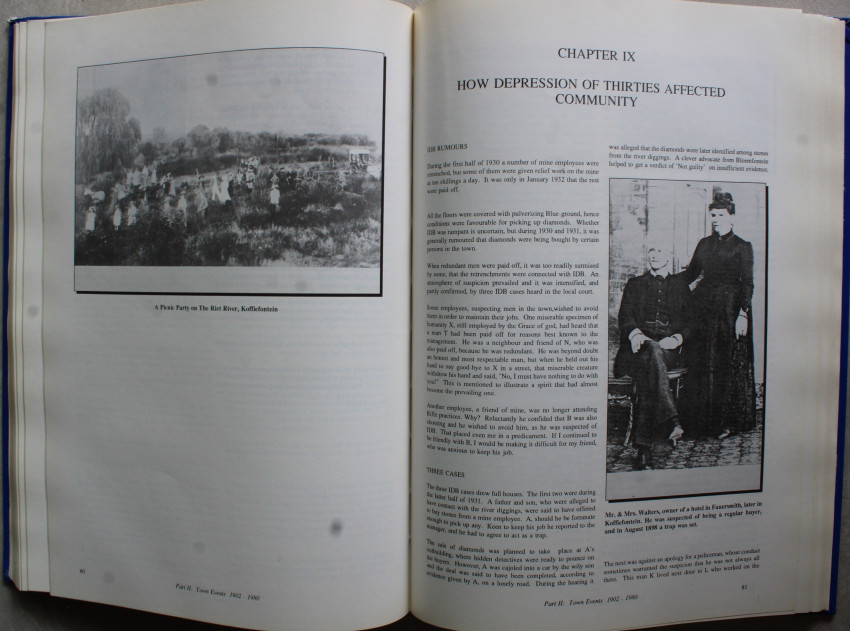 A Picnic Party on The Riet River, Koffiefontein
80
Part II: Town Events 1902 - 1980
CHAPTER IX
HOW DEPRESSION OF THIRTIES AFFECTED
COMMUNITY
IDB RUMOURS
During the first half of 1930 a number of mine employees were
retrenched, but some of them were given relief work on the mine
at ten shillings a day. It was only in January 1932 that the rest
were paid off.
All the floors were covered with pulverizing Blue-ground, hence
conditions were favourable for picking up diamonds. Whether
IDB was rampant is uncertain, but during 1930 and 1931, it was
generally rumoured that diamonds were being bought by certain
persons in the town.
When redundant men were paid off, it was too readily surmised
by some, that the retrenchments were connected with IDB. An
atmosphere of suspicion prevailed and it was intensified, and
partly confirmed, by three IDB cases heard in the local court.
Some employees, suspecting men in the town,wished to avoid
them in order to maintain their jobs. One miserable specimen of
humanity X, still employed by the Grace of god, had heard that
a man T had been paid off for reasons best known to the
management. He was a neighbour and friend of N, who was
also paid off, because he was redundant. He was beyond doubt
an honest and most respectable man, but when he held out his
hand to say good-bye to X in a street, that miserable creature
withdrew his hand and said, "No, I must have nothing to do with
you!" This is mentioned to illustrate a spirit that had almost
become the prevailing one.
Another employee, a friend of mine, was no longer attending
Rifle practices. Why? Reluctantly he confided that B was also
shooting and he wished to avoid him, as he was suspected of
IDB. That placed even me in a predicament. If I continued to
be friendly with B, I would be making it difficult for my friend,
who was anxious to keep his job.
THREE CASES
The three IDB cases drew full houses. The first two were during
the latter half of 1931. A father and son, who were alleged to
have contact with the river diggings, were said to have offered
to buy stones from a mine employee. A, should he be fortunate
enough to pick up any. Keen to keep his job he reported to the
manager, and he had to agree to act as a trap.
The sale of diamonds was planned to take place at A's
outbuilding, where hidden detectives were ready to pounce on
the buyers. However, A was cajoled into a car by the wily son
and the deal was said to have been completed, according to
evidence given by A, on a lonely road. During the hearing it
was alleged that the diamonds were later identified among stones
from the river diggings. A clever advocate from Bloemfontein
helped to get a verdict of 'Not guilty' on insufficient evidence.
Mr. & Mrs. Walters, owner of a hotel in Fauresmith, later in
Koffiefontein. He was suspected of being a regular buyer,
and in August 1898 a trap was set.
The next was against an apology for a policeman, whose conduct
sometimes warranted the suspicion that he was not always all
there. This man K lived next door to L who worked on the
81
Part II: Town Events 1902 - 1980